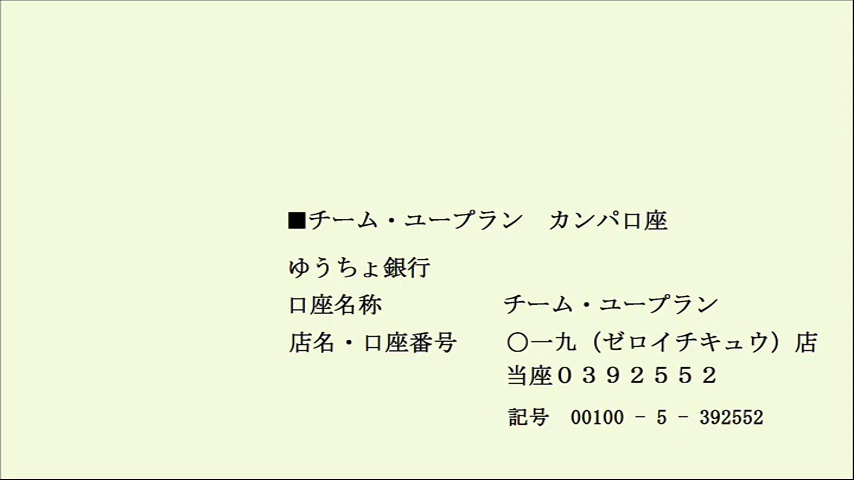 ■チーム・ユープラン　カンパ口座
ゆうちょ銀行
口座名称　チーム・ユープラン
店名・口座番号　〇一九（ゼロイチキュウ）店
当座０３９２５５２
記号　00100 － 5 － 392552